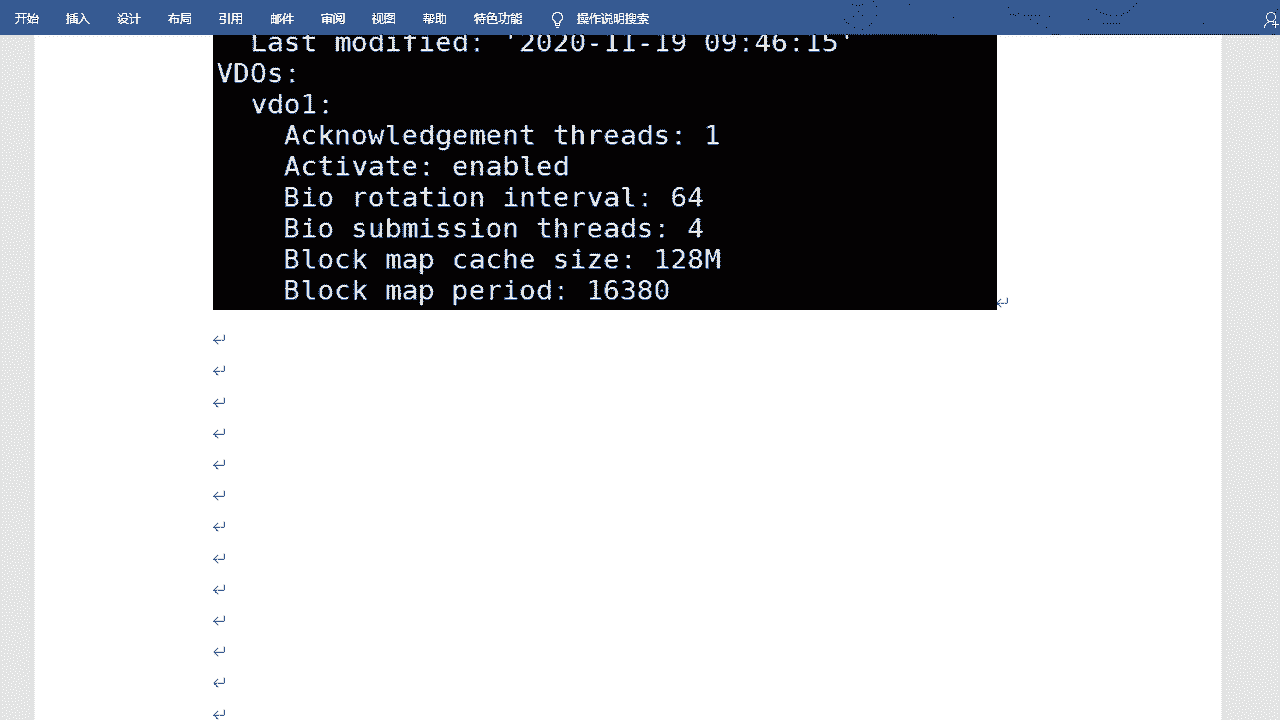 开始 插入 设计 布局 引用 邮件 审阅 视图 帮助 特色功能 操作说明搜索
Last modified: '2020-11-19 09:46:15'
VDOs:
vdo1:
Acknowledgement threads: 1
Activate: enabled
Bio rotation interval: 64
Bio submission threads: 4
Block map cache size: 128M
Block map period: 16380